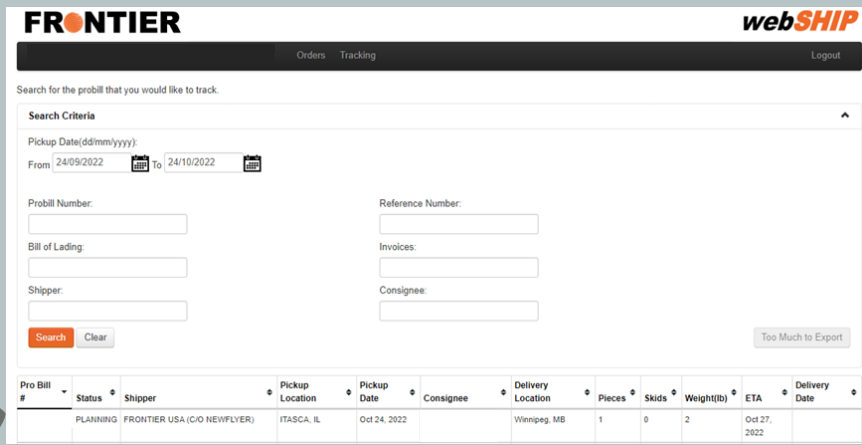 FRONTIER
webSHIP
Orders Tracking Logout
Search for the probill that you would like to track.
Search Criteria
Pickup Date(dd/mm/yyyy):
From 24/09/2022 To 24/10/2022
Probill Number: Reference Number:
Bill of Lading: Invoices:
Shipper: Consignee:
Search Clear Too Much to Export
Pro Bill # Status Shipper Pickup Location Pickup Date Consignee Delivery Location Pieces Skids Weight(lb) ETA Delivery Date
PLANNING FRONTIER USA (C/O NEWFLYER) ITASCA, IL Oct 24, 2022 Winnipeg, MB 1 0 2 Oct 27, 2022